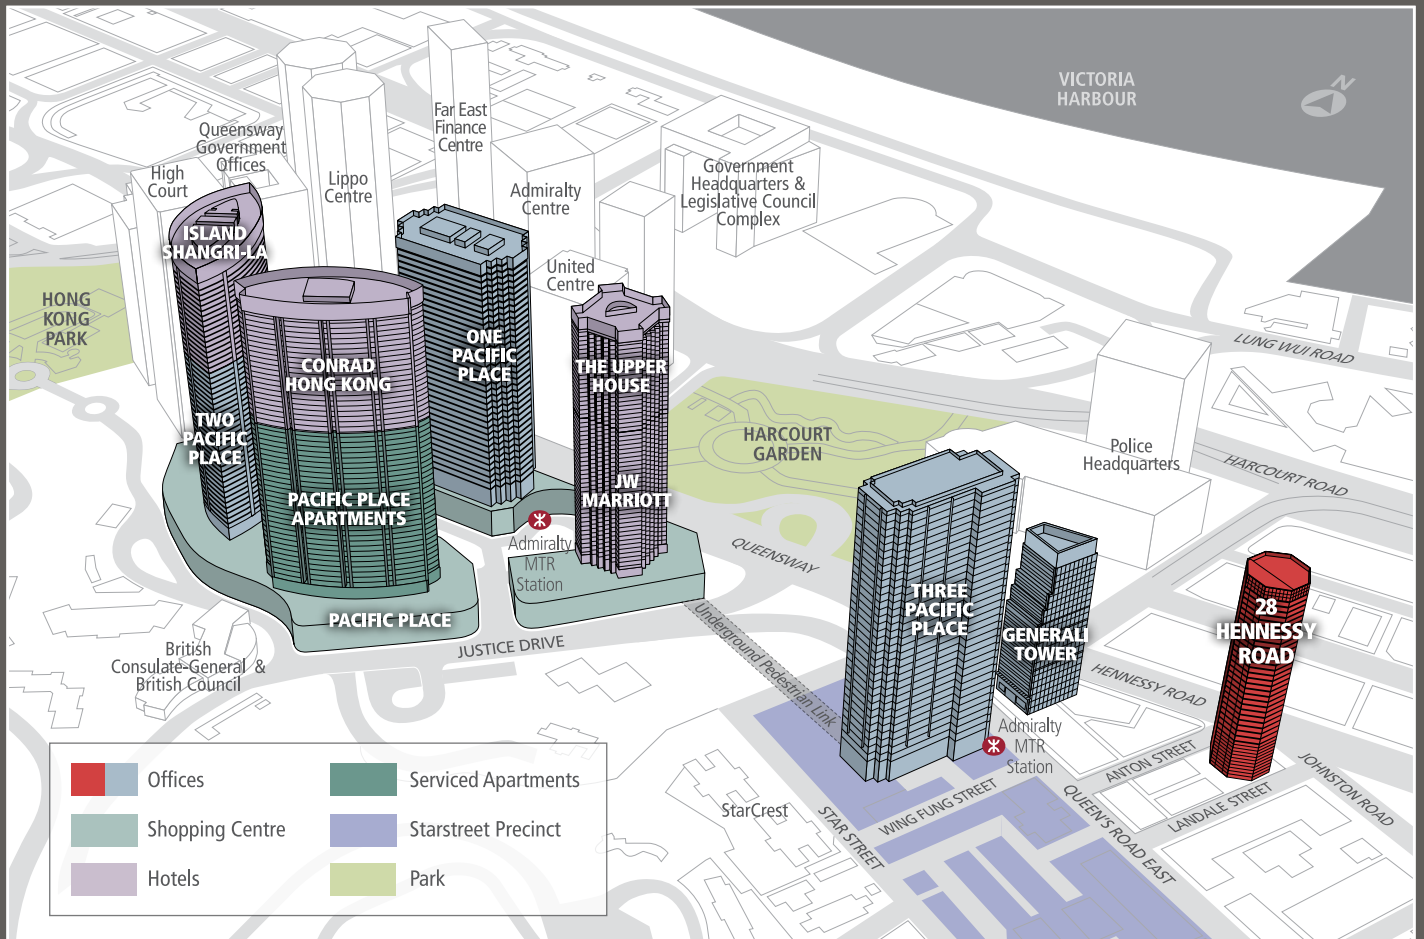 VICTORIA
HARBOUR
N
Far East
Finance
Centre
Queensway
Government
Offices
High
Court
Lippo
Centre
Admiralty
Centre
Government
Headquarters &
Legislative Council
Complex
ISLAND
SHANGRI-LA
United
Centre
HONG
KONG
PARK
ONE
PACIFIC
PLACE
CONRAD
HONG KONG
THE UPPER
HOUSE
LUNG WUI ROAD
TWO
PACIFIC
PLACE
HARCOURT
GARDEN
Police
Headquarters
HARCOURT ROAD
PACIFIC PLACE
APARTMENTS
JW
MARRIOTT
Admiralty
MTR
Station
QUEENSWAY
THREE
PACIFIC
PLACE
GENERALI
TOWER
28
HENNESSY
ROAD
PACIFIC PLACE
JUSTICE DRIVE
Underground Pedestrian Link
British
Consulate-General &
British Council
HENNESSY ROAD
Admiralty
MTR
Station
ANTON STREET
JOHNSTON ROAD
LANDALE STREET
QUEEN'S ROAD EAST
WING FUNG STREET
STAR STREET
StarCrest
Offices
Serviced Apartments
Shopping Centre
Starstreet Precinct
Hotels
Park